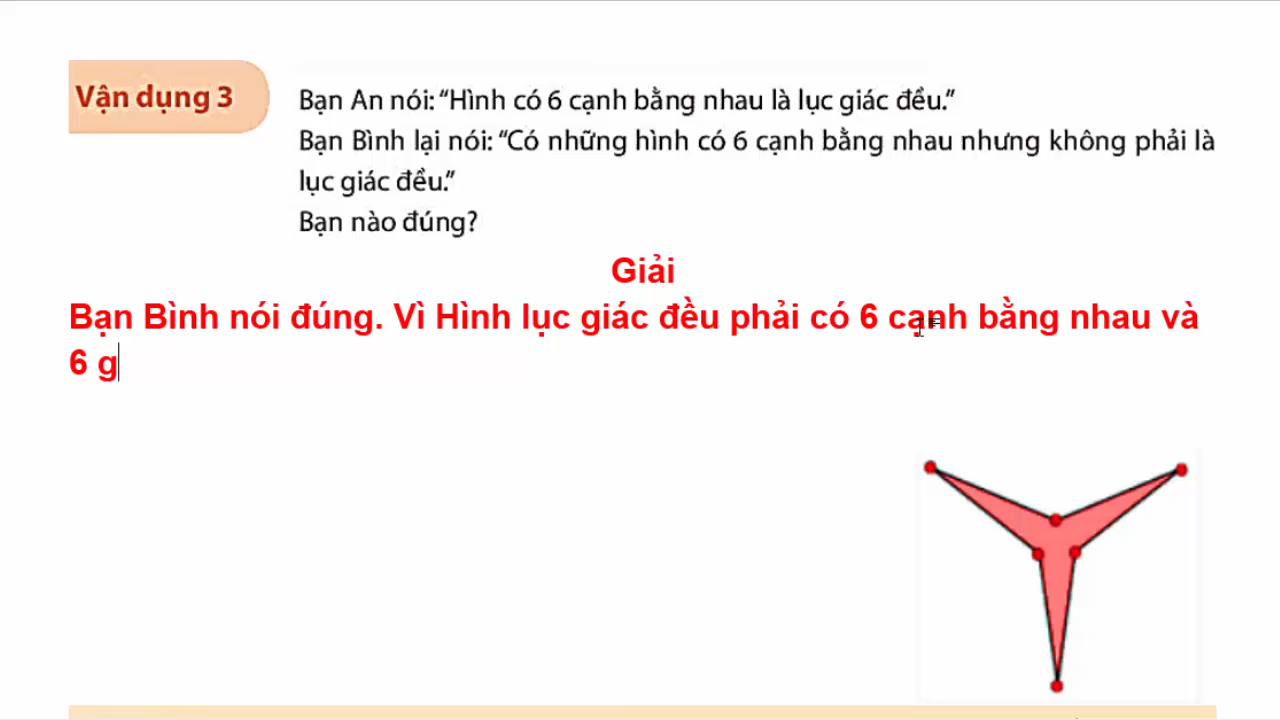 Vận dụng 3
Bạn An nói: “Hình có 6 cạnh bằng nhau là lục giác đều.”
Bạn Bình lại nói: “Có những hình có 6 cạnh bằng nhau nhưng không phải là
lục giác đều.”
Bạn nào đúng?
Giải
Bạn Bình nói đúng. Vì Hình lục giác đều phải có 6 cạnh bằng nhau và
6 g